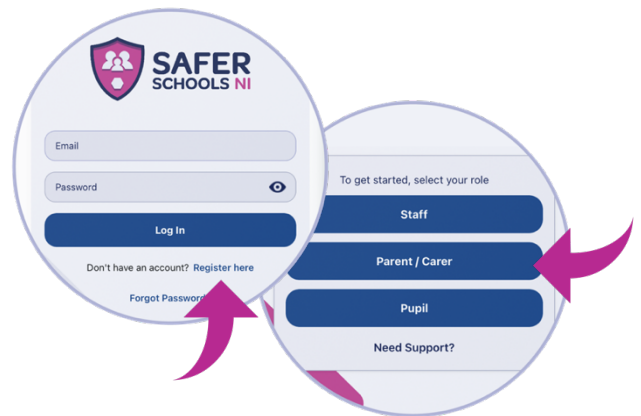 SAFER
SCHOOLS NI
Email
Password
Log In
Don't have an account? Register here
Forgot Password
To get started, select your role
Staff
Parent / Carer
Pupil
Need Support?